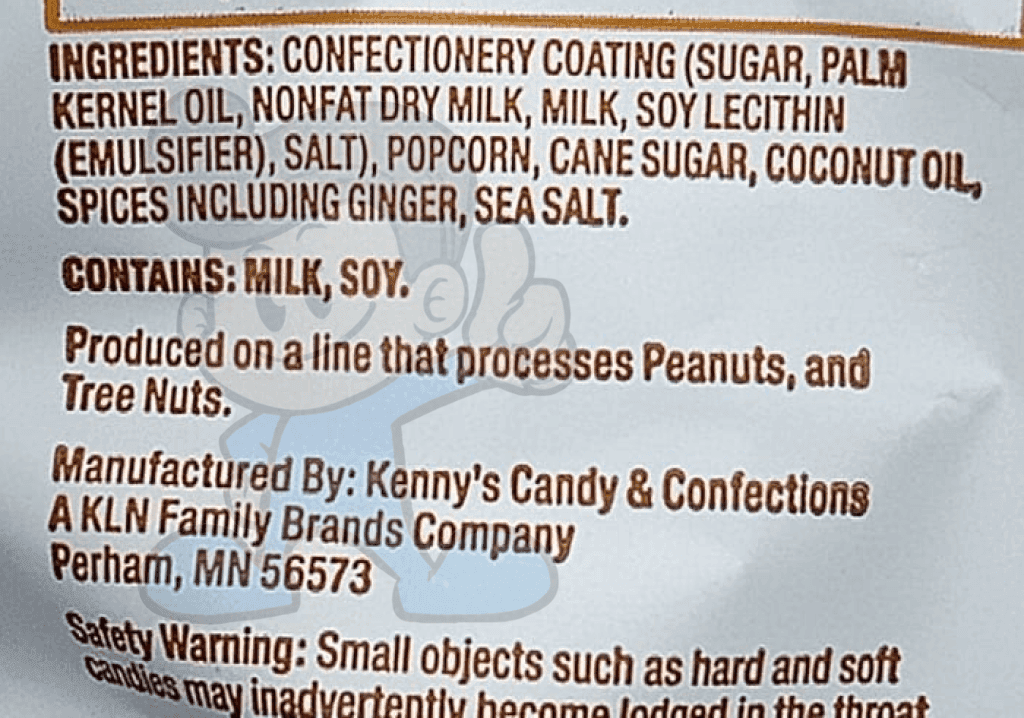 INGREDIENTS: CONFECTIONERY COATING (SUGAR, PALM
KERNEL OIL, NONFAT DRY MILK, MILK, SOY LECITHIN
(EMULSIFIER), SALT), POPCORN, CANE SUGAR, COCONUT OIL,
SPICES INCLUDING GINGER, SEA SALT.
CONTAINS: MILK, SOY.
Produced on a line that processes Peanuts, and
Tree Nuts.
Manufactured By: Kenny's Candy & Confections
A KLN Family Brands Company
Perham, MN 56573
Safety Warning: Small objects such as hard and soft
candies may inadvertently become lodged in the throat